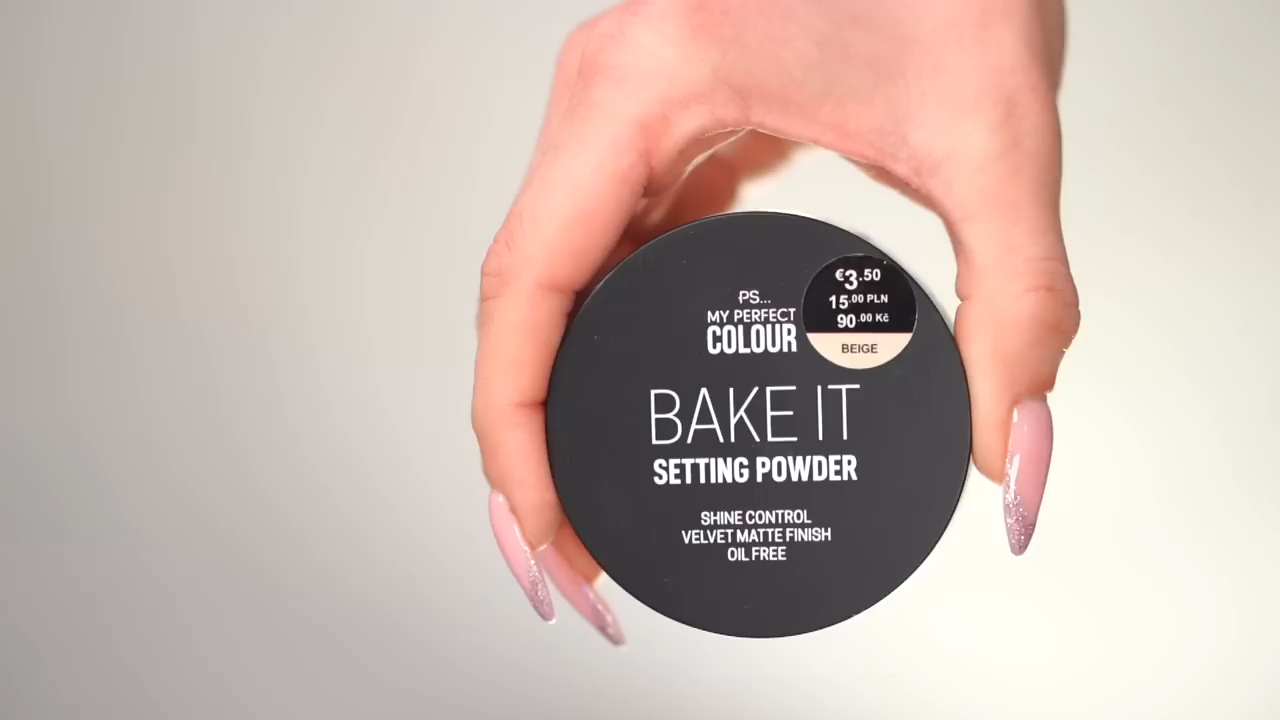 PS...
MY PERFECT
COLOUR
€3.50
15.00 PLN
90.00 Kč
BEIGE
BAKE IT
SETTING POWDER
SHINE CONTROL
VELVET MATTE FINISH
OIL FREE